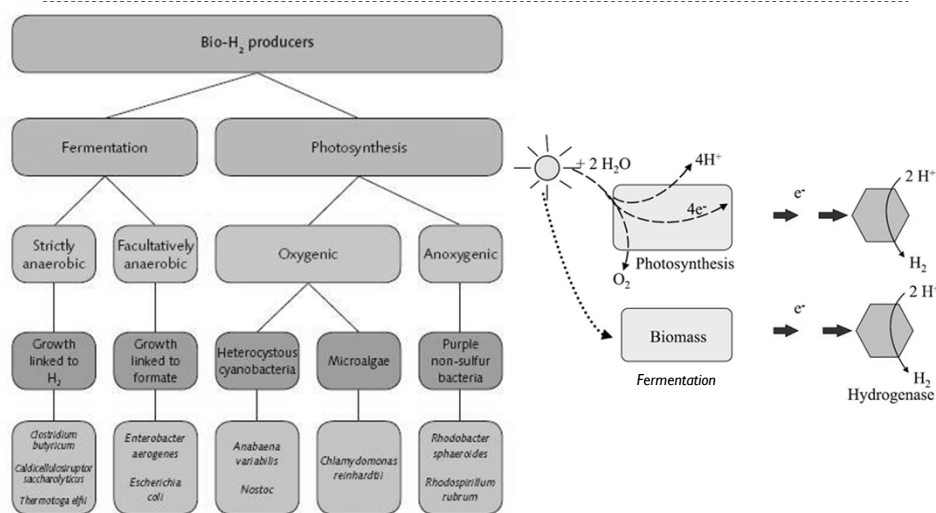 Bio-H₂ producers
Fermentation
Photosynthesis
Strictly
anaerobic
Facultatively
anaerobic
Oxygenic
Anoxygenic
Growth
linked to
H₂
Growth
linked to
formate
Heterocystous
cyanobacteria
Microalgae
Purple
non-sulfur
bacteria
Clostridium
butyricum
Caldicellulosiruptor
saccharolyticus
Thermotoga elfii
Enterobacter
aerogenes
Escherichia
coli
Anabaena
variabilis
Nostoc
Chlamydomonas
reinhardtii
Rhodobacter
sphaeroides
Rhodospirillum
rubrum
+ 2 H₂O
4H⁺
4e⁻
O₂
Photosynthesis
e⁻
2 H⁺
H₂
Biomass
Fermentation
e⁻
2 H⁺
H₂
Hydrogenase